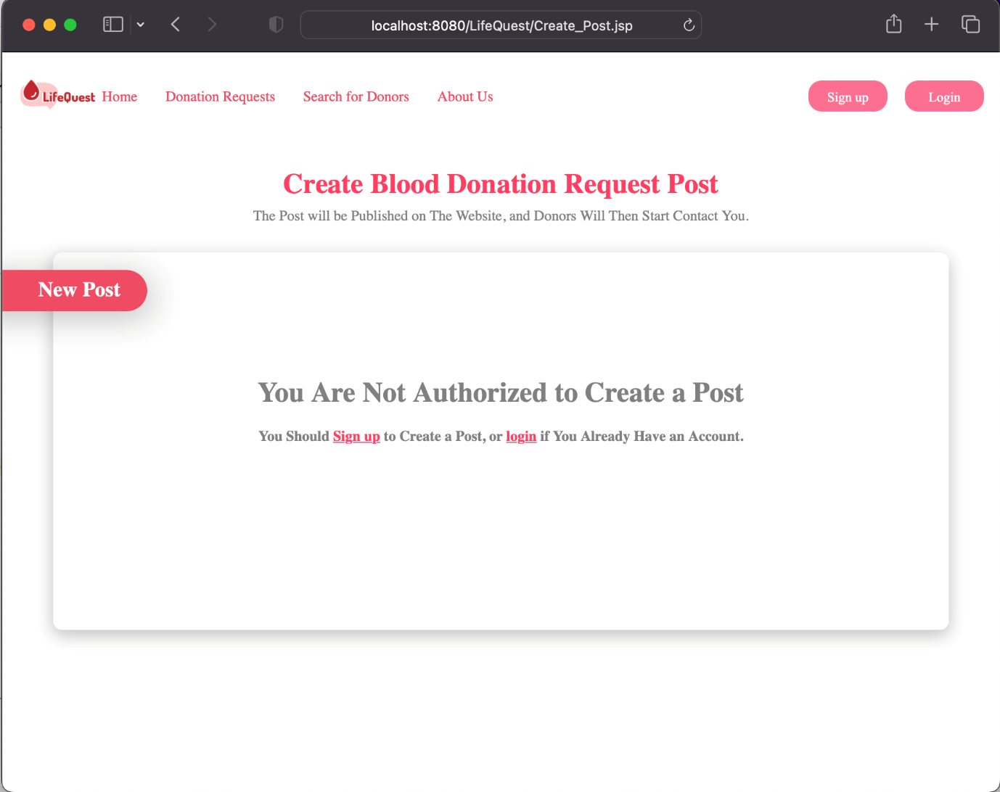 localhost:8080/LifeQuest/Create_Post.jsp
LifeQuest Home Donation Requests Search for Donors About Us Sign up Login
Create Blood Donation Request Post
The Post will be Published on The Website, and Donors Will Then Start Contact You.
New Post
You Are Not Authorized to Create a Post
You Should Sign up to Create a Post, or login if You Already Have an Account.